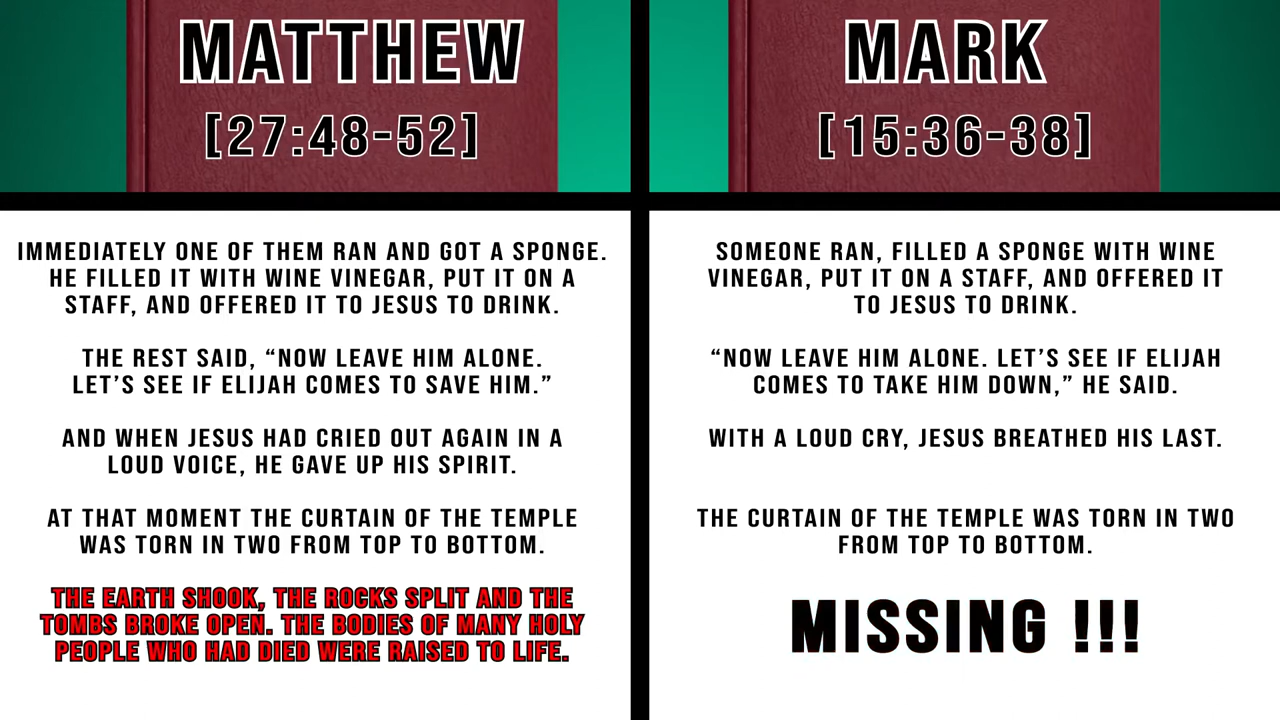 MATTHEW
[27:48-52]
IMMEDIATELY ONE OF THEM RAN AND GOT A SPONGE.
HE FILLED IT WITH WINE VINEGAR, PUT IT ON A
STAFF, AND OFFERED IT TO JESUS TO DRINK.
THE REST SAID, “NOW LEAVE HIM ALONE.
LET’S SEE IF ELIJAH COMES TO SAVE HIM.”
AND WHEN JESUS HAD CRIED OUT AGAIN IN A
LOUD VOICE, HE GAVE UP HIS SPIRIT.
AT THAT MOMENT THE CURTAIN OF THE TEMPLE
WAS TORN IN TWO FROM TOP TO BOTTOM.
THE EARTH SHOOK, THE ROCKS SPLIT AND THE
TOMBS BROKE OPEN. THE BODIES OF MANY HOLY
PEOPLE WHO HAD DIED WERE RAISED TO LIFE.
MARK
[15:36-38]
SOMEONE RAN, FILLED A SPONGE WITH WINE
VINEGAR, PUT IT ON A STAFF, AND OFFERED IT
TO JESUS TO DRINK.
“NOW LEAVE HIM ALONE. LET’S SEE IF ELIJAH
COMES TO TAKE HIM DOWN,” HE SAID.
WITH A LOUD CRY, JESUS BREATHED HIS LAST.
THE CURTAIN OF THE TEMPLE WAS TORN IN TWO
FROM TOP TO BOTTOM.
MISSING !!!